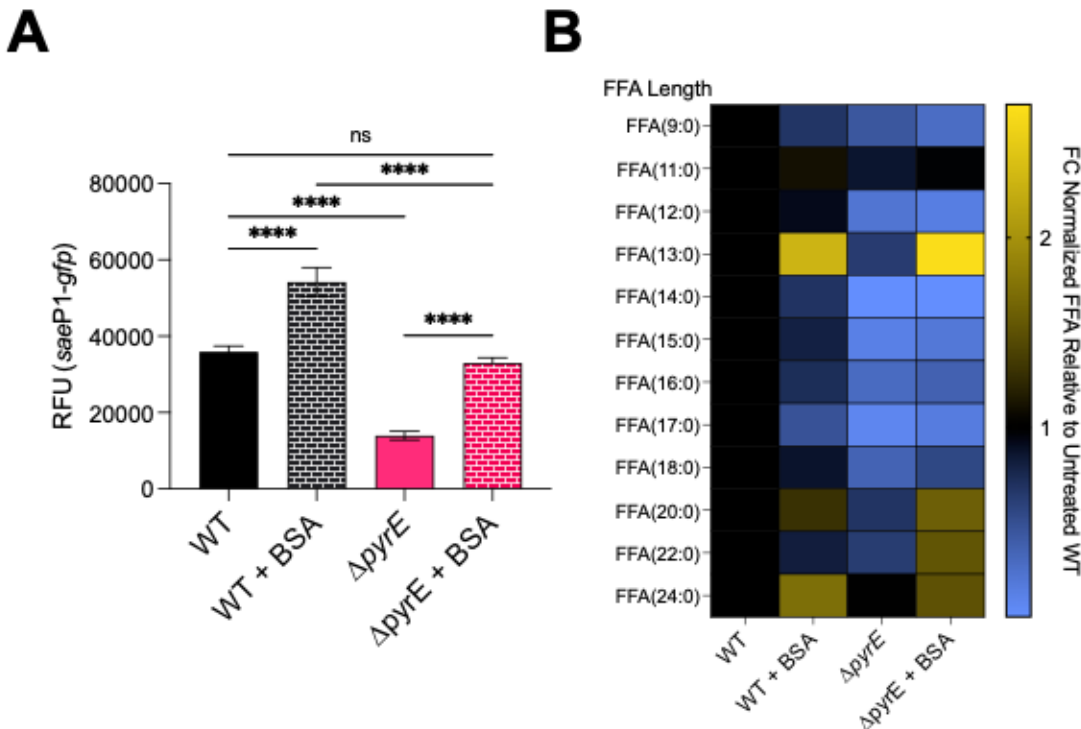 A
ns
****
****
****
****
RFU (saeP1-gfp)
80000
60000
40000
20000
0
WT
WT + BSA
ΔpyrE
ΔpyrE + BSA
B
FFA Length
FFA(9:0)
FFA(11:0)
FFA(12:0)
FFA(13:0)
FFA(14:0)
FFA(15:0)
FFA(16:0)
FFA(17:0)
FFA(18:0)
FFA(20:0)
FFA(22:0)
FFA(24:0)
WT
WT + BSA
ΔpyrE
ΔpyrE + BSA
2
1
FC Normalized FFA Relative to Untreated WT